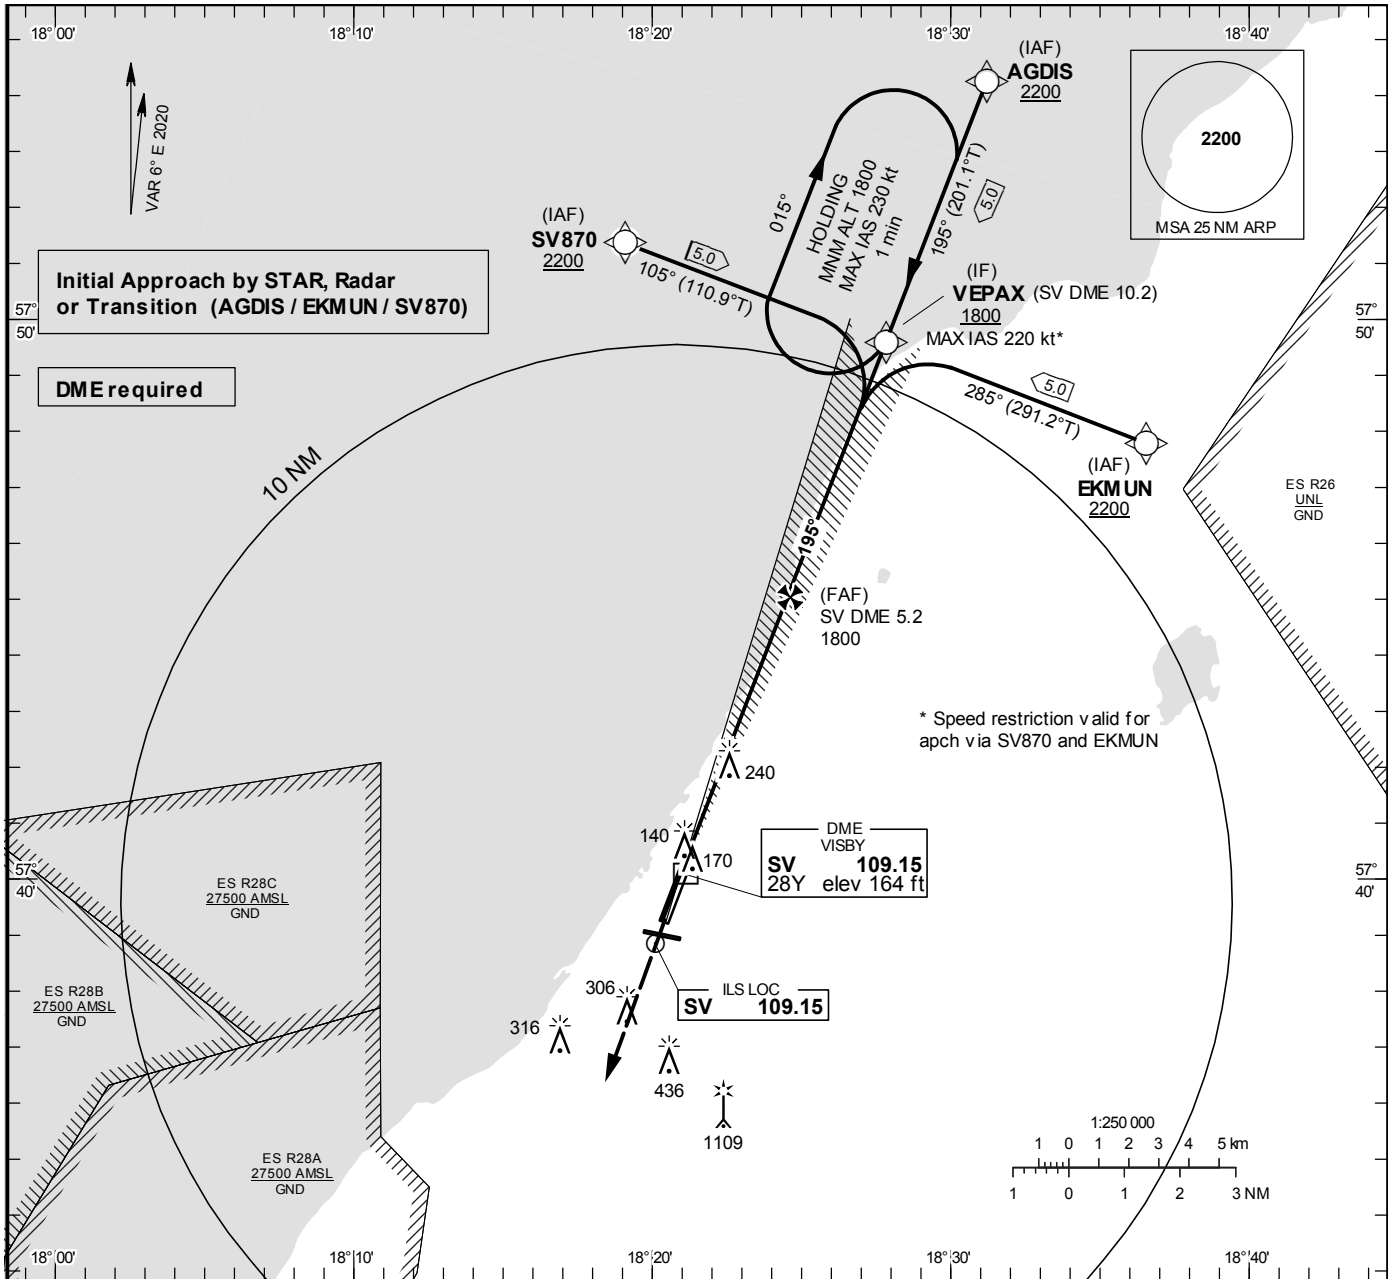 18° 00'
18° 10'
18° 20'
18° 30'
18° 40'
VAR 6° E 2020
(IAF)
AGDIS
2200
2200
MSA 25 NM ARP
(IAF)
SV870
2200
5.0
105° (110.9°T)
015°
HOLDING
MNM ALT 1800
MAX IAS 230 kt
1 min
195° (201.1°T)
5.0
Initial Approach by STAR, Radar
or Transition (AGDIS / EKMUN / SV870)
DME required
(IF)
VEPAX (SV DME 10.2)
1800
MAX IAS 220 kt*
57°
50'
57°
50'
5.0
285° (291.2°T)
(IAF)
EKMUN
2200
10 NM
ES R26
UNL
GND
195°
(FAF)
SV DME 5.2
1800
* Speed restriction valid for
apch via SV870 and EKMUN
240
140
170
DME
VISBY
SV 109.15
28Y elev 164 ft
57°
40'
57°
40'
ES R28C
27500 AMSL
GND
ES R28B
27500 AMSL
GND
ILS LOC
SV 109.15
306
316
436
1109
ES R28A
27500 AMSL
GND
1:250 000
1 0 1 2 3 4 5 km
1 0 1 2 3 NM
18° 00'
18° 10'
18° 20'
18° 30'
18° 40'